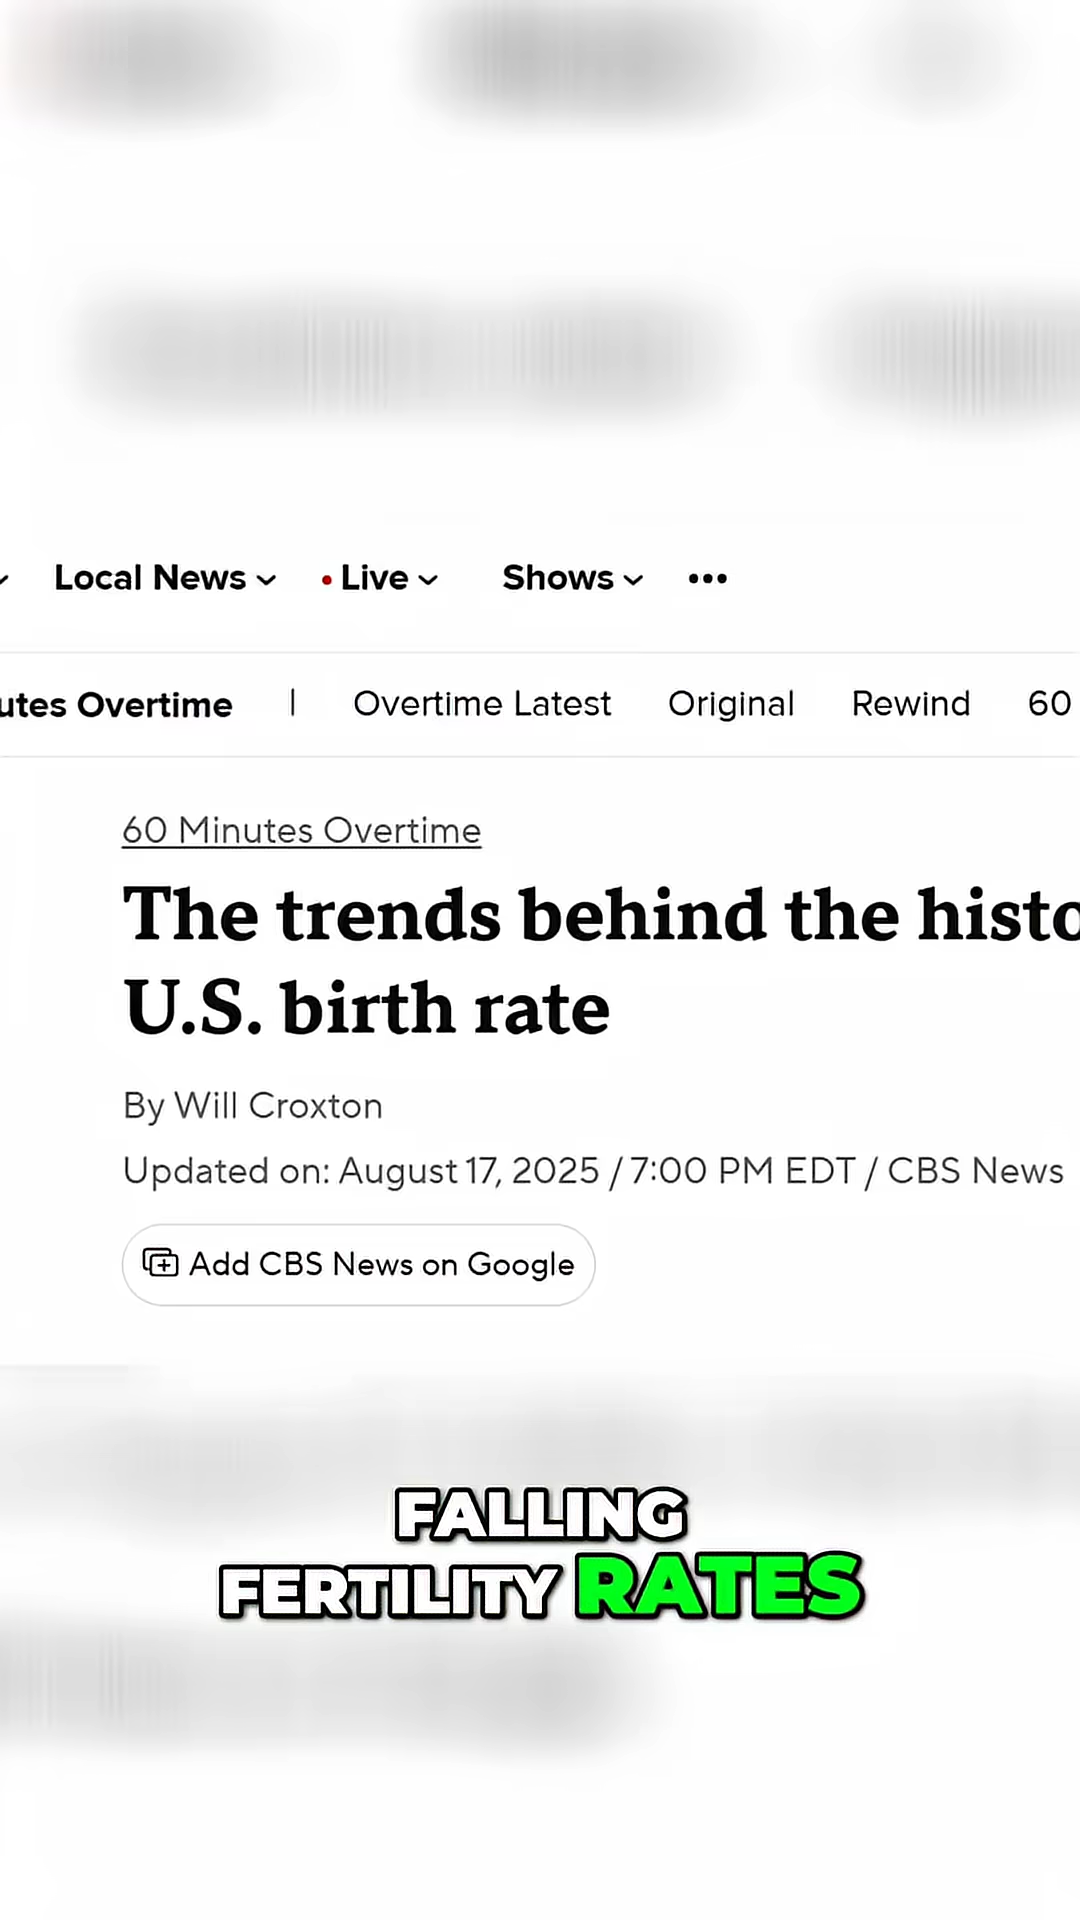 Local News Live Shows •••
utes Overtime | Overtime Latest Original Rewind 60
60 Minutes Overtime
The trends behind the histo
U.S. birth rate
By Will Croxton
Updated on: August 17, 2025 / 7:00 PM EDT / CBS News
Add CBS News on Google
FALLING
FERTILITY RATES